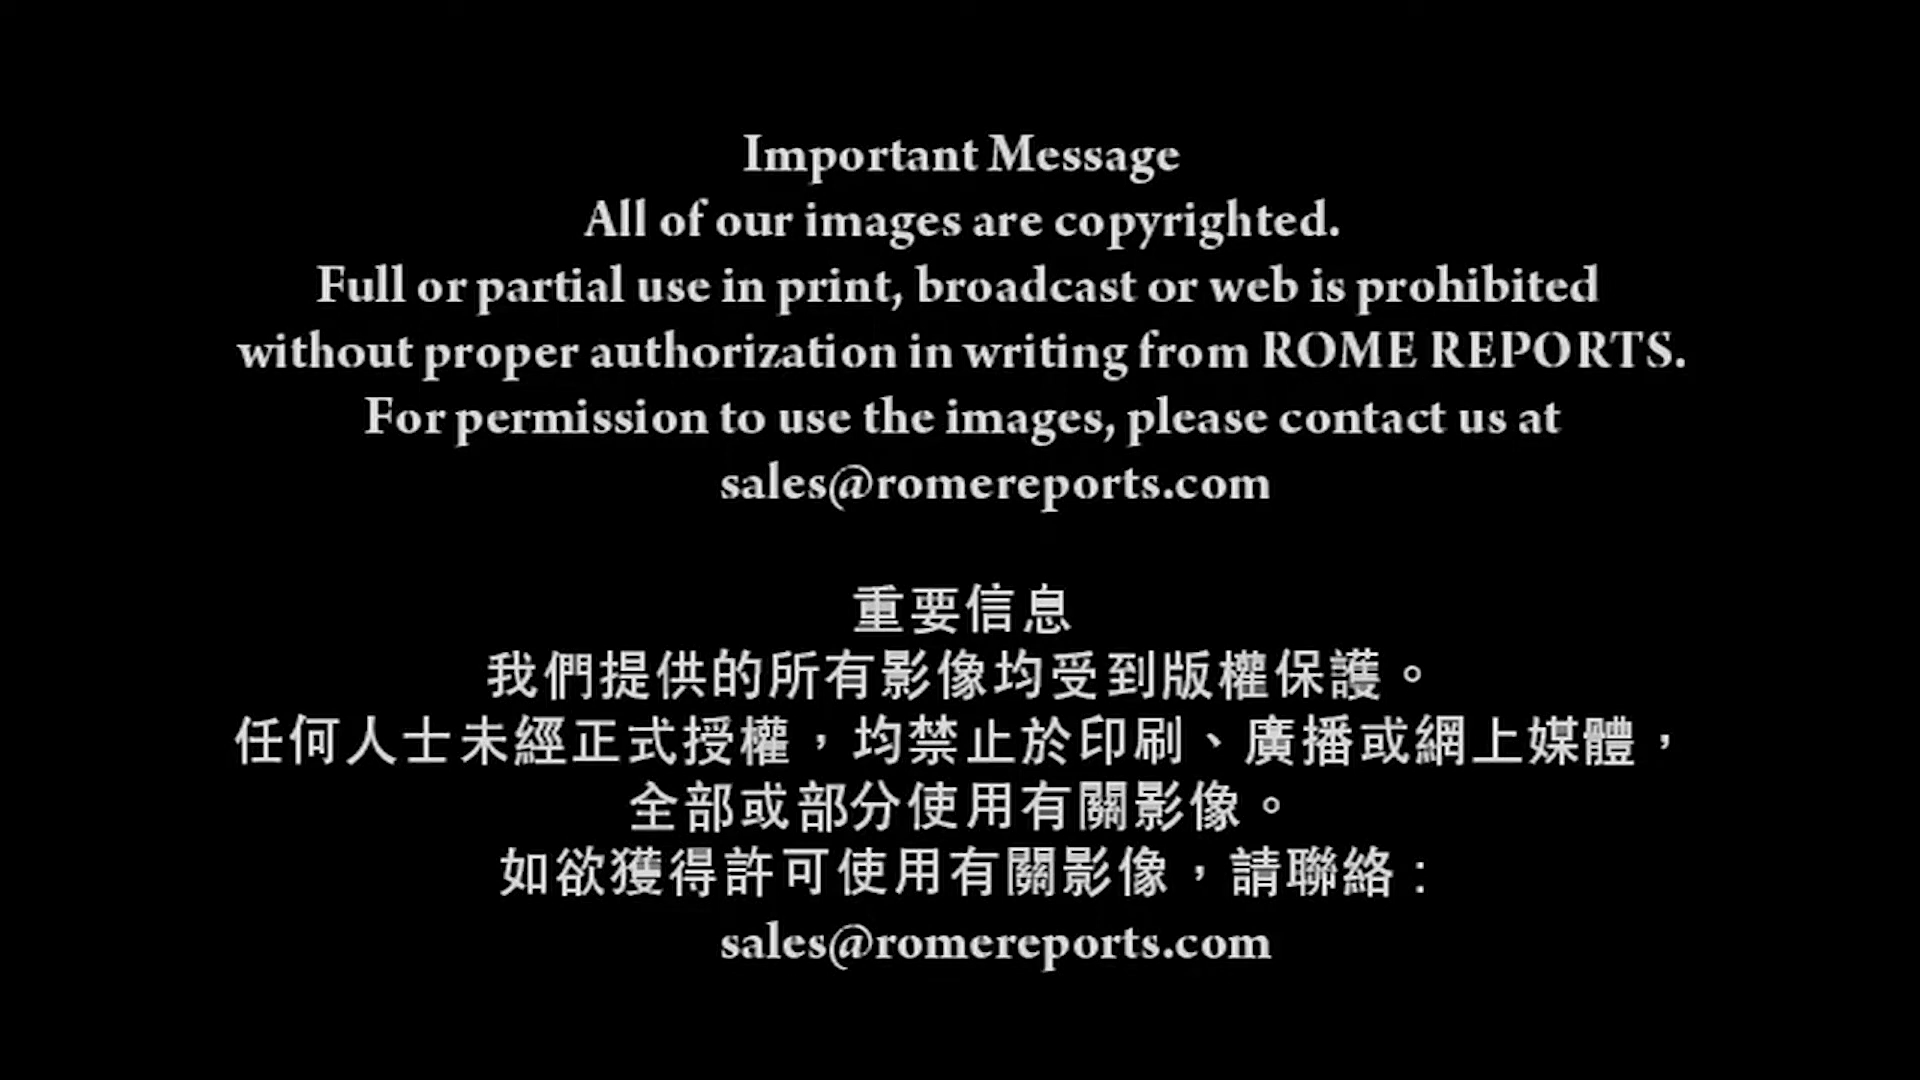 Important Message
All of our images are copyrighted.
Full or partial use in print, broadcast or web is prohibited
without proper authorization in writing from ROME REPORTS.
For permission to use the images, please contact us at
sales@romereports.com
重要信息
我們提供的所有影像均受到版權保護。
任何人士未經正式授權，均禁止於印刷、廣播或網上媒體，
全部或部分使用有關影像。
如欲獲得許可使用有關影像，請聯絡：
sales@romereports.com